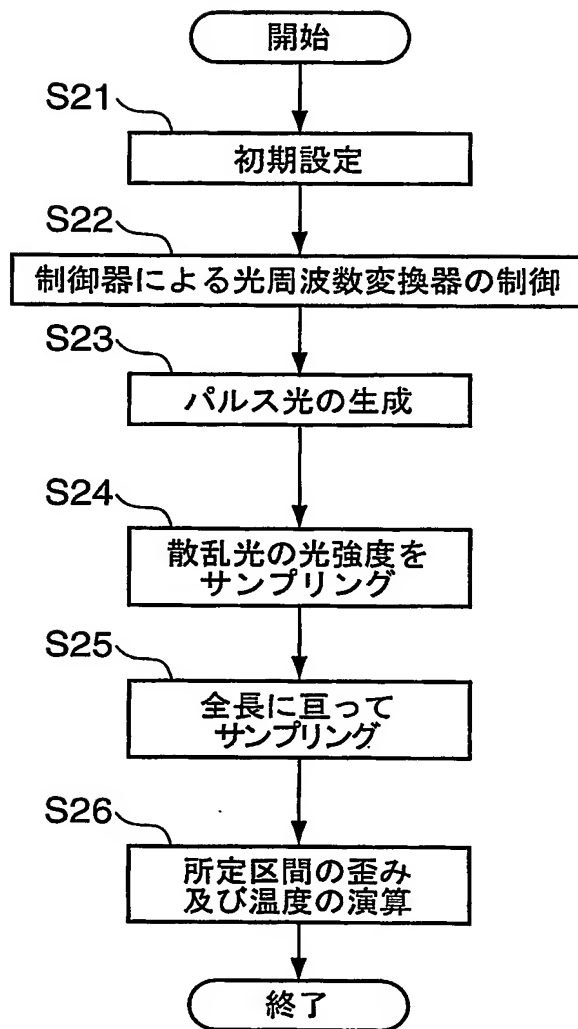 開始
S21
初期設定
S22
制御器による光周波数変換器の制御
S23
パルス光の生成
S24
散乱光の光強度を
サンプリング
S25
全長に亘って
サンプリング
S26
所定区間の歪み
及び温度の演算
終了